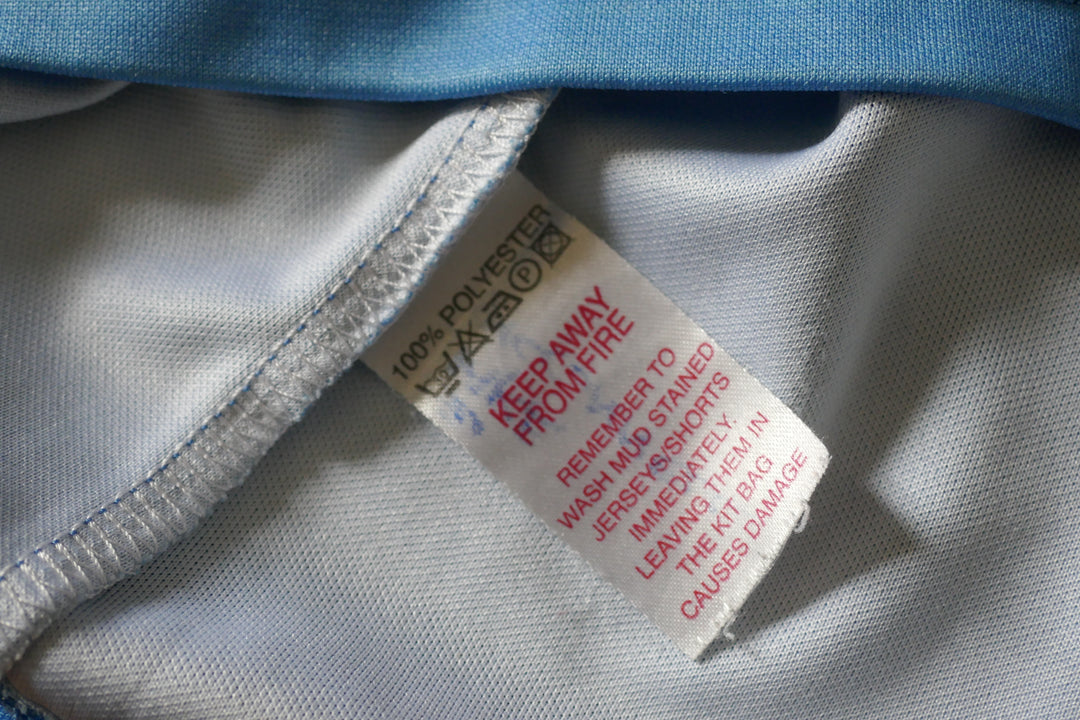 100% POLYESTER
P
KEEP AWAY
FROM FIRE
REMEMBER TO
WASH MUD STAINED
JERSEYS/SHORTS
IMMEDIATELY.
LEAVING THEM IN
THE KIT BAG
CAUSES DAMAGE